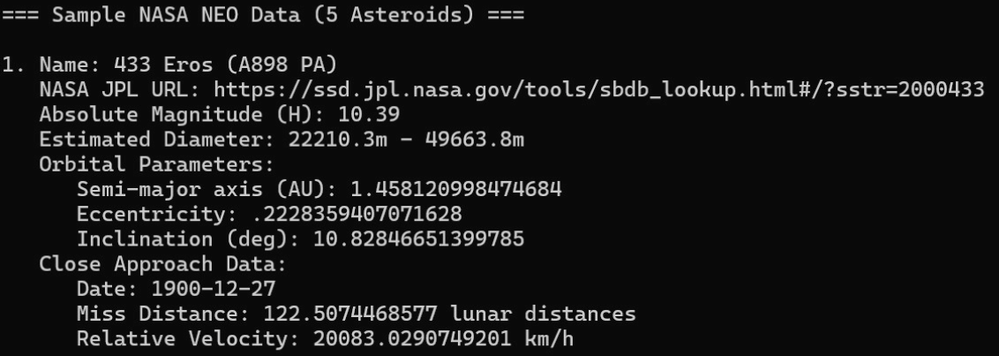 === Sample NASA NEO Data (5 Asteroids) ===
1. Name: 433 Eros (A898 PA)
NASA JPL URL: https://ssd.jpl.nasa.gov/tools/sbdb_lookup.html#/?sstr=2000433
Absolute Magnitude (H): 10.39
Estimated Diameter: 22210.3m - 49663.8m
Orbital Parameters:
Semi-major axis (AU): 1.458120998474684
Eccentricity: .2228359407071628
Inclination (deg): 10.82846651399785
Close Approach Data:
Date: 1900-12-27
Miss Distance: 122.5074468577 lunar distances
Relative Velocity: 20083.0290749201 km/h